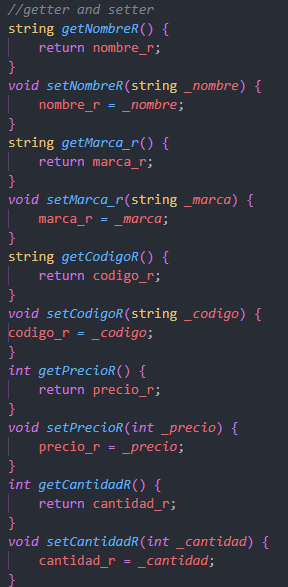 //getter and setter
string getNombreR() {
    return nombre_r;
}
void setNombreR(string _nombre) {
    nombre_r = _nombre;
}
string getMarca_r() {
    return marca_r;
}
void setMarca_r(string _marca) {
    marca_r = _marca;
}
string getCodigoR() {
    return codigo_r;
}
void setCodigoR(string _codigo) {
codigo_r = _codigo;
}
int getPrecioR() {
    return precio_r;
}
void setPrecioR(int _precio) {
    precio_r = _precio;
}
int getCantidadR() {
    return cantidad_r;
}
void setCantidadR(int _cantidad) {
    cantidad_r = _cantidad;
}